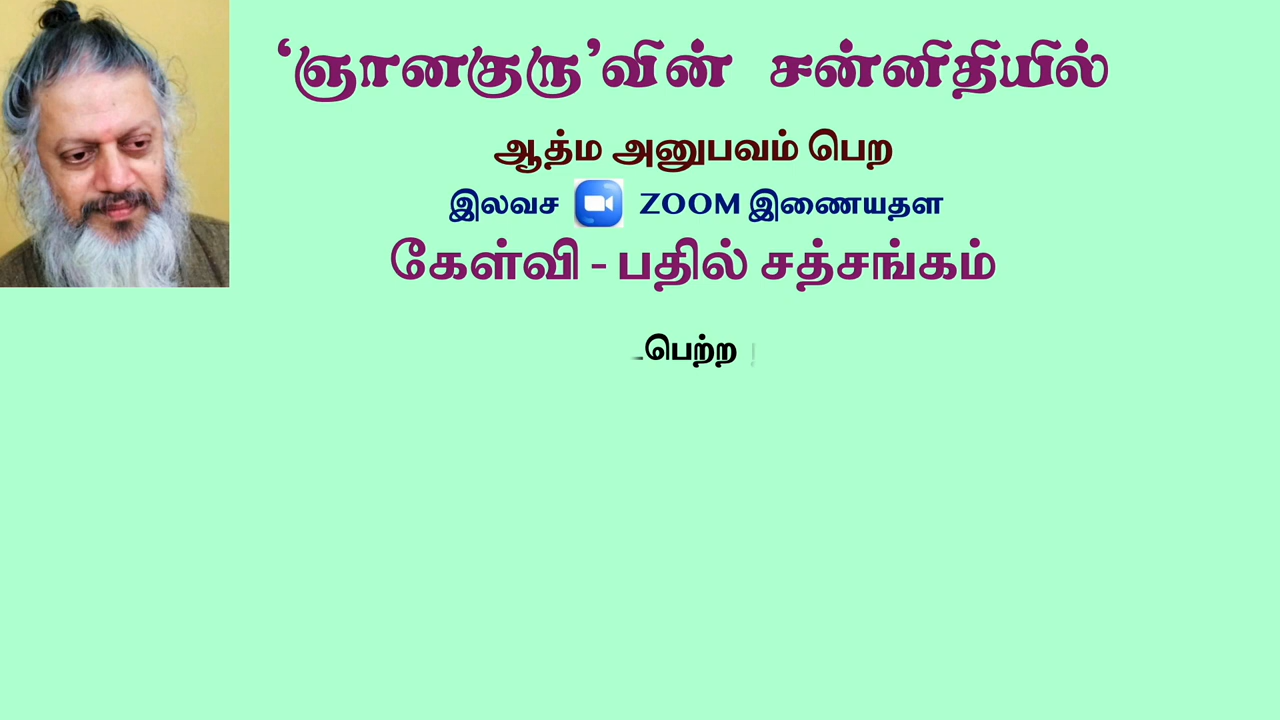 ‘ஞானகுரு’வின் சன்னிதியில்
ஆத்ம அனுபவம் பெற
இலவச ZOOM இணையதள
கேள்வி - பதில் சத்சங்கம்
பெற்ற